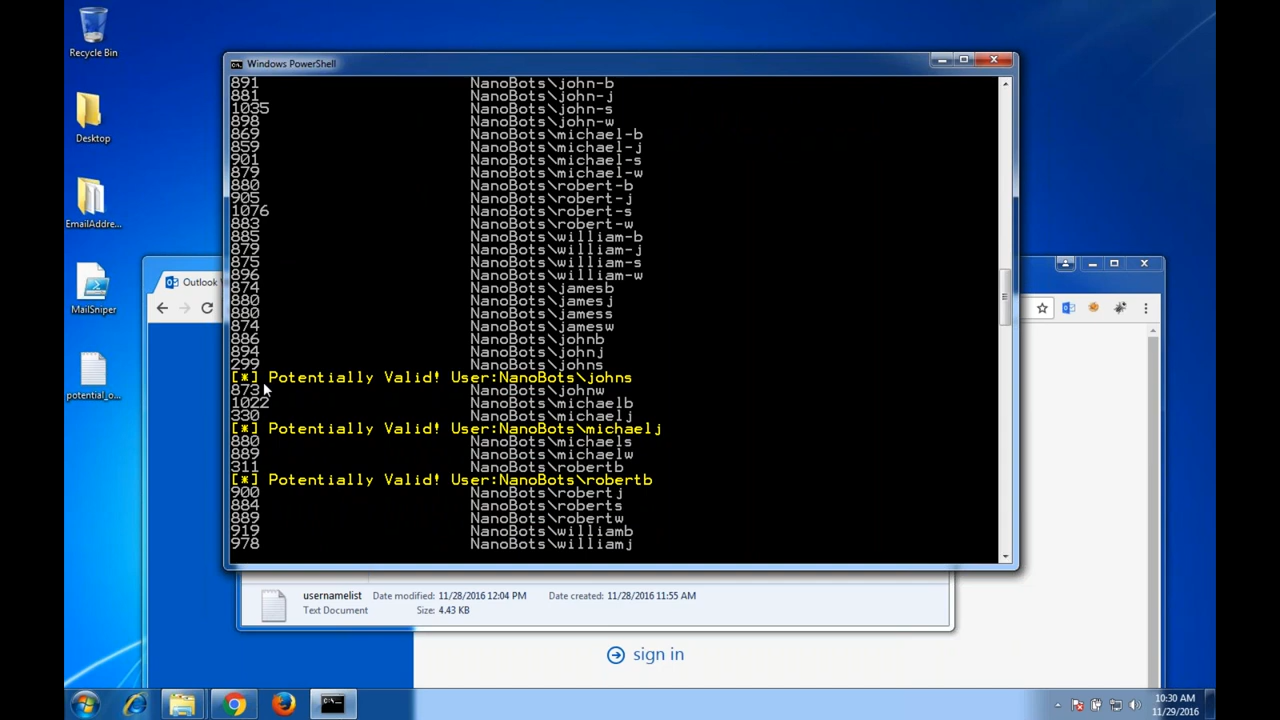 Recycle Bin
Desktop
EmailAddre...
MailSniper
potential_o...
Windows PowerShell
891 NanoBots\john-b
881 NanoBots\john-j
1035 NanoBots\john-s
898 NanoBots\john-w
869 NanoBots\michael-b
859 NanoBots\michael-j
901 NanoBots\michael-s
879 NanoBots\michael-w
880 NanoBots\robert-b
905 NanoBots\robert-j
1076 NanoBots\robert-s
883 NanoBots\robert-w
885 NanoBots\william-b
879 NanoBots\william-j
875 NanoBots\william-s
896 NanoBots\william-w
874 NanoBots\jamesb
880 NanoBots\jamesj
880 NanoBots\jamess
874 NanoBots\jamesw
886 NanoBots\johnb
894 NanoBots\johnj
299 NanoBots\johns
[*] Potentially Valid! User:NanoBots\johns
873 NanoBots\johnw
1022 NanoBots\michaelb
330 NanoBots\michaelj
[*] Potentially Valid! User:NanoBots\michaelj
880 NanoBots\michaels
889 NanoBots\michaelw
311 NanoBots\robertb
[*] Potentially Valid! User:NanoBots\robertb
900 NanoBots\robertj
884 NanoBots\roberts
889 NanoBots\robertw
919 NanoBots\williamb
978 NanoBots\williamj
Outlook
usernamelist Date modified: 11/28/2016 12:04 PM Date created: 11/28/2016 11:55 AM
Text Document Size: 4.43 KB
sign in
10:30 AM
11/29/2016